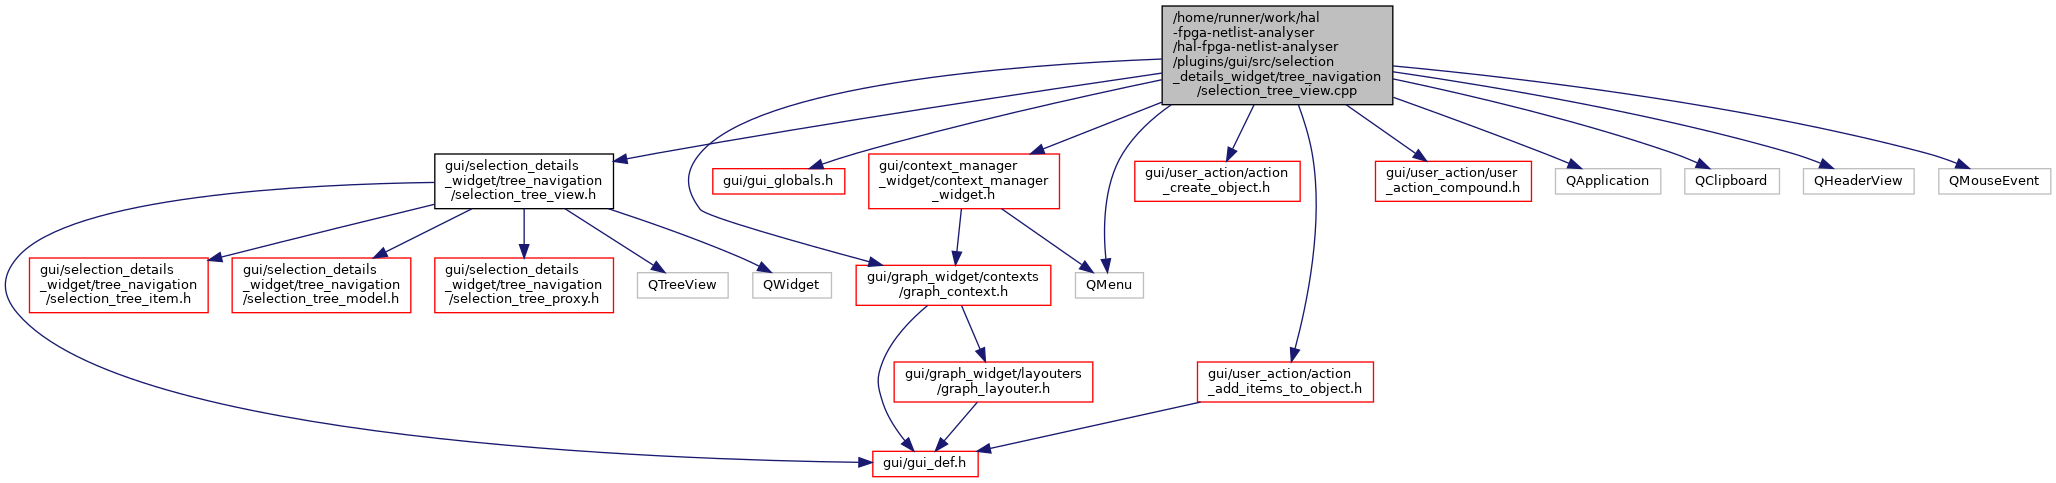 /home/runner/work/hal
-fpga-netlist-analyser
/hal-fpga-netlist-analyser
/plugins/gui/src/selection
_details_widget/tree_navigation
/selection_tree_view.cpp
gui/selection_details
_widget/tree_navigation
/selection_tree_view.h
gui/gui_globals.h
gui/context_manager
_widget/context_manager
_widget.h
gui/user_action/action
_create_object.h
gui/user_action/user
_action_compound.h
QApplication
QClipboard
QHeaderView
QMouseEvent
gui/selection_details
_widget/tree_navigation
/selection_tree_item.h
gui/selection_details
_widget/tree_navigation
/selection_tree_model.h
gui/selection_details
_widget/tree_navigation
/selection_tree_proxy.h
QTreeView
QWidget
gui/graph_widget/contexts
/graph_context.h
QMenu
gui/graph_widget/layouters
/graph_layouter.h
gui/user_action/action
_add_items_to_object.h
gui/gui_def.h